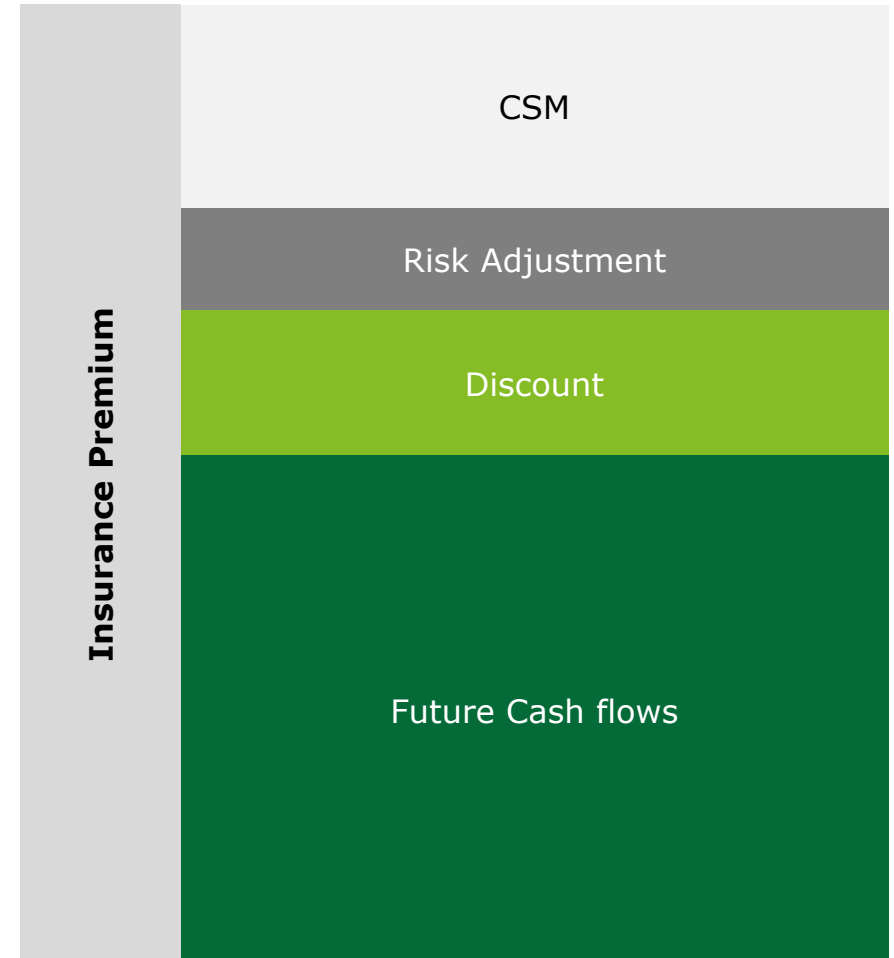 Insurance Premium
CSM
Risk Adjustment
Discount
Future Cash flows